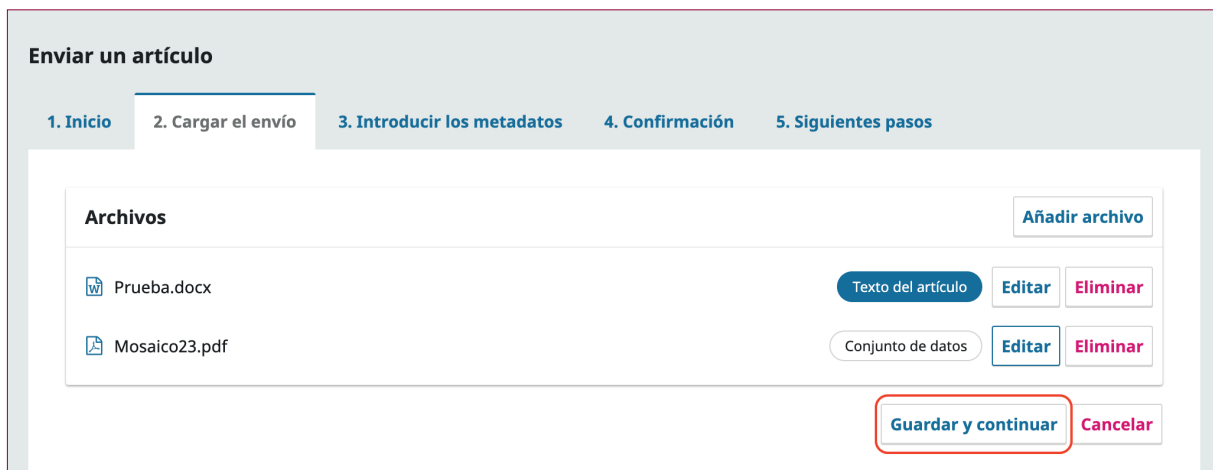 Enviar un artículo
1. Inicio 2. Cargar el envío 3. Introducir los metadatos 4. Confirmación 5. Siguientes pasos
Archivos Añadir archivo
Prueba.docx Texto del artículo Editar Eliminar
Mosaico23.pdf Conjunto de datos Editar Eliminar
Guardar y continuar Cancelar